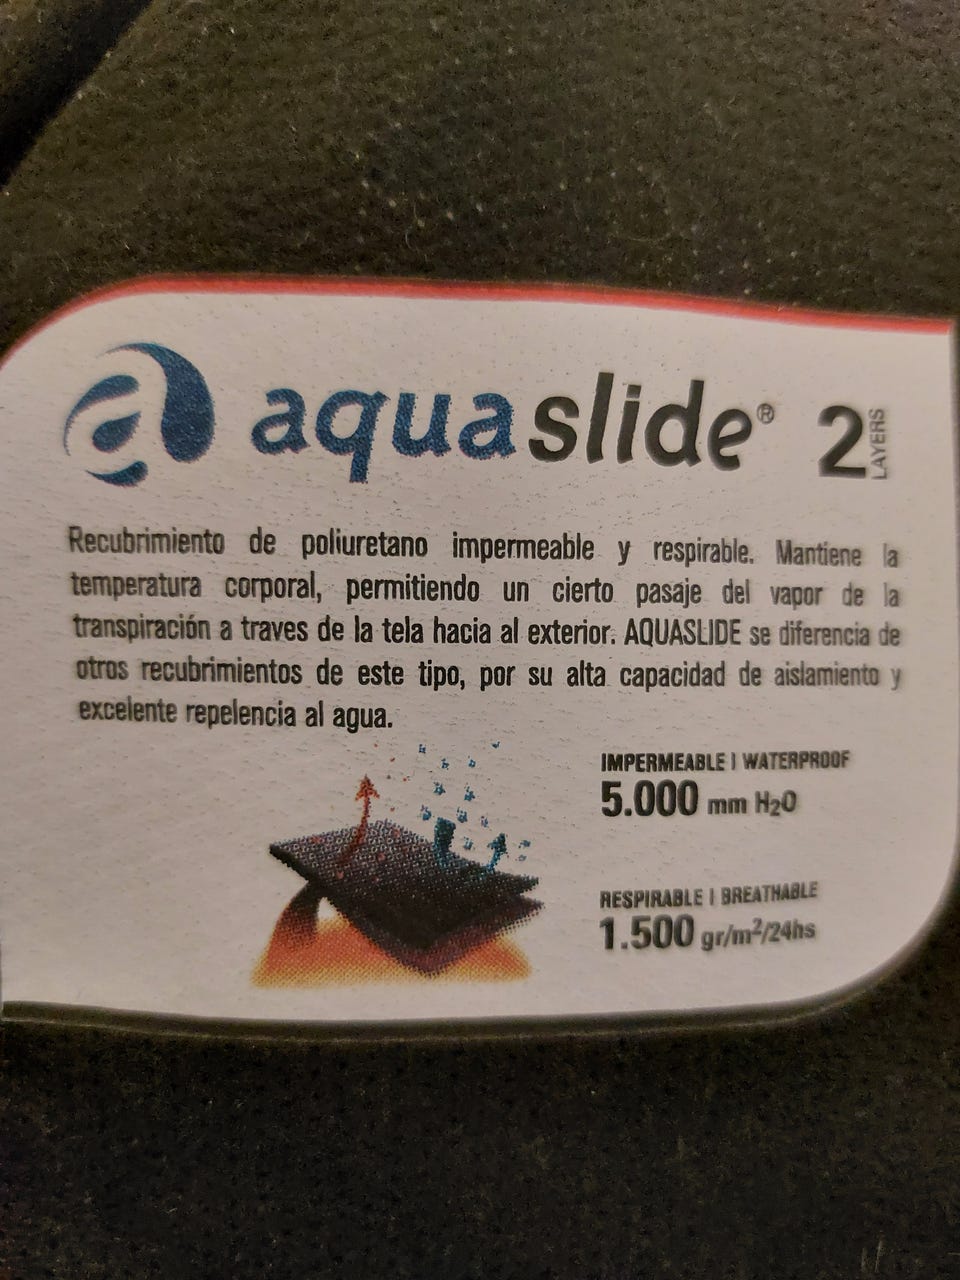 aquaslide® 2 LAYERS
Recubrimiento de poliuretano impermeable y respirable. Mantiene la
temperatura corporal, permitiendo un cierto pasaje del vapor de la
transpiración a traves de la tela hacia al exterior. AQUASLIDE se diferencia de
otros recubrimientos de este tipo, por su alta capacidad de aislamiento y
excelente repelencia al agua.
IMPERMEABLE | WATERPROOF
5.000 mm H₂O
RESPIRABLE | BREATHABLE
1.500 gr/m²/24hs